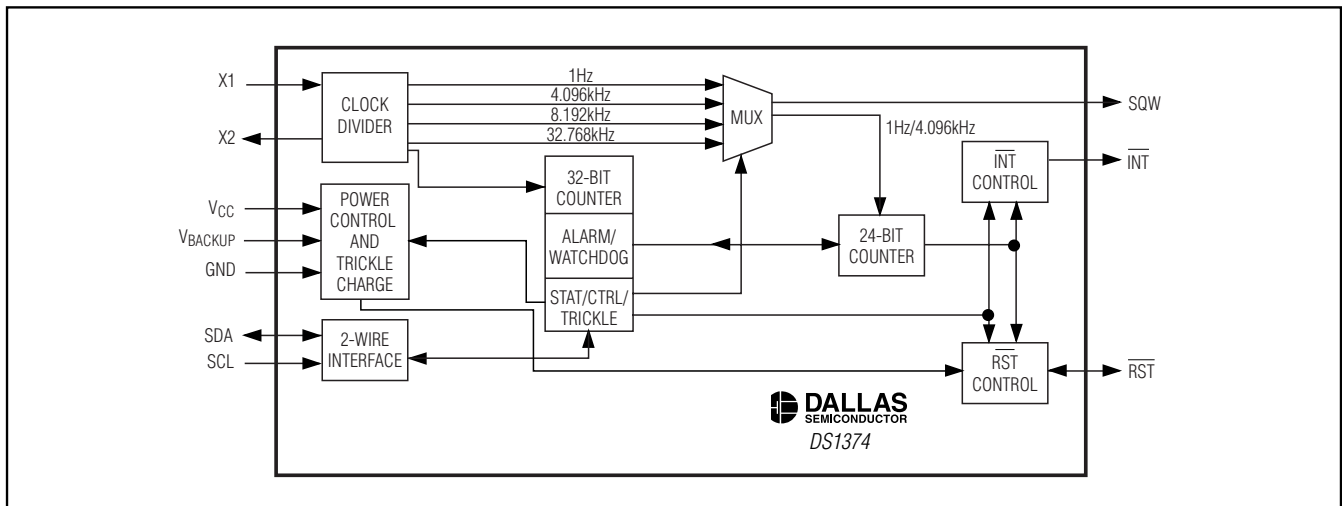 X1
X2
CLOCK
DIVIDER
1Hz
4.096kHz
8.192kHz
32.768kHz
MUX
SQW
1Hz/4.096kHz
INT
CONTROL
INT
VCC
VBACKUP
GND
POWER
CONTROL
AND
TRICKLE
CHARGE
32-BIT
COUNTER
ALARM/
WATCHDOG
STAT/CTRL/
TRICKLE
24-BIT
COUNTER
SDA
SCL
2-WIRE
INTERFACE
RST
CONTROL
RST
DALLAS
SEMICONDUCTOR
DS1374